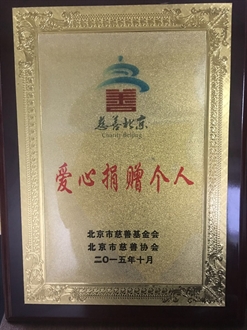 善
慈善北京
Charity Beijing
爱心捐赠个人
北京市慈善基金会
北京市慈善协会
二〇一五年十月